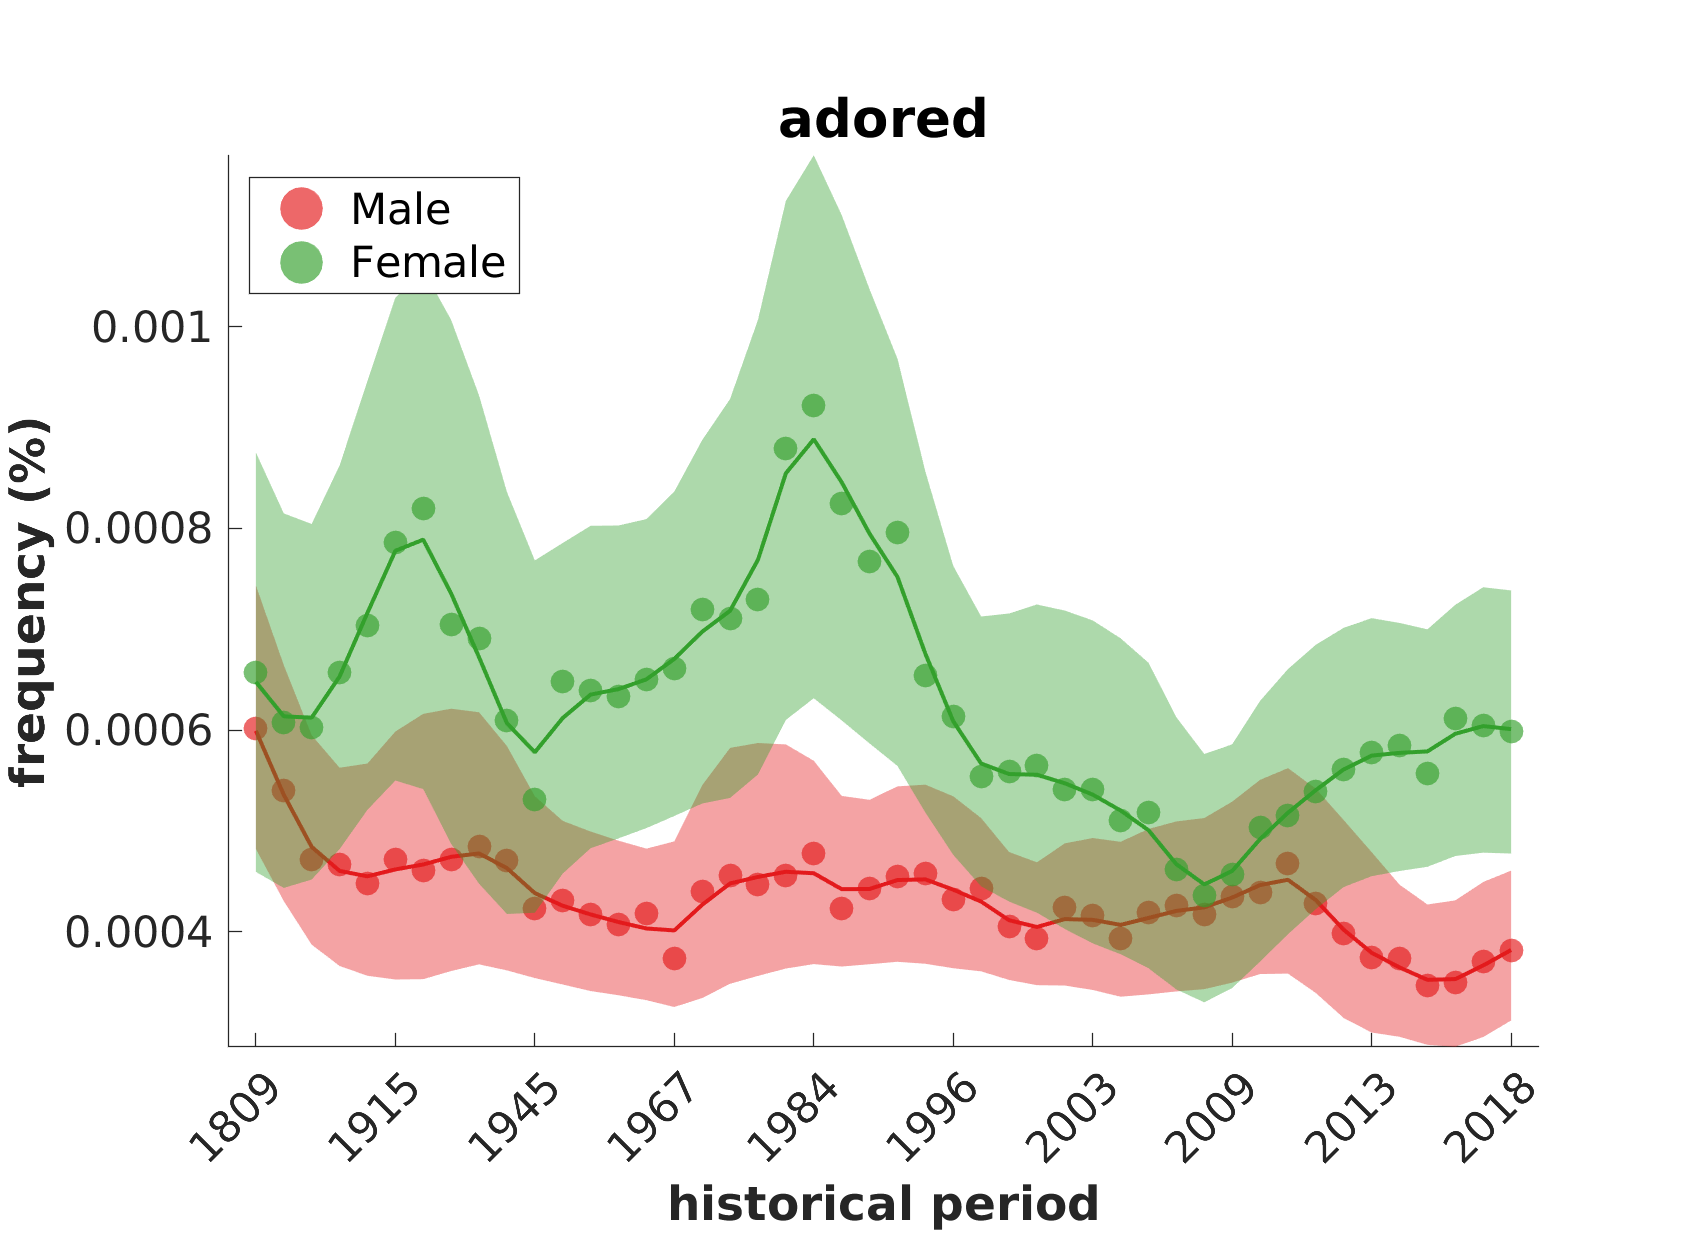 adored
Male
Female
frequency (%)
0.001
0.0008
0.0006
0.0004
1809
1915
1945
1967
1984
1996
2003
2009
2013
2018
historical period